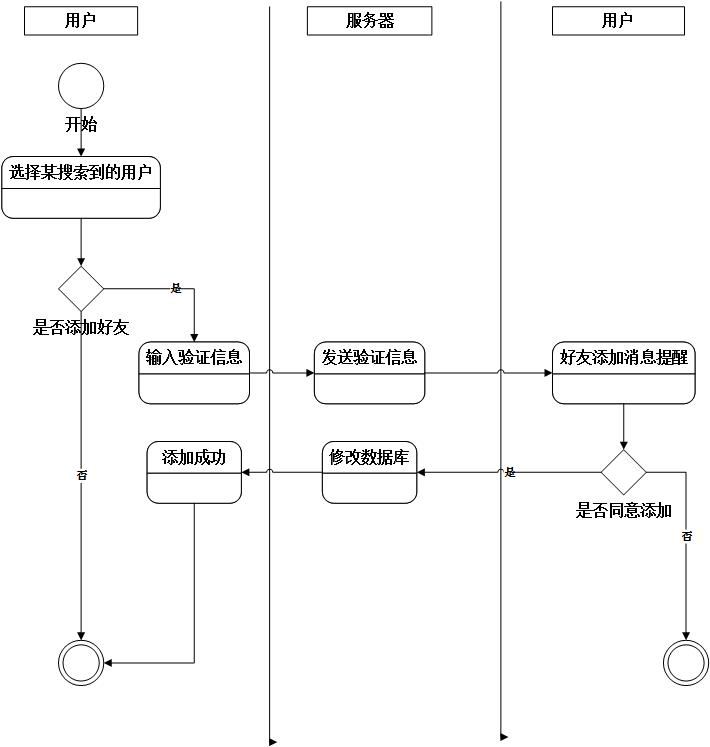 用户
服务器
用户
开始
选择某搜索到的用户
是
是否添加好友
输入验证信息
发送验证信息
好友添加消息提醒
添加成功
修改数据库
是
否
是否同意添加
否